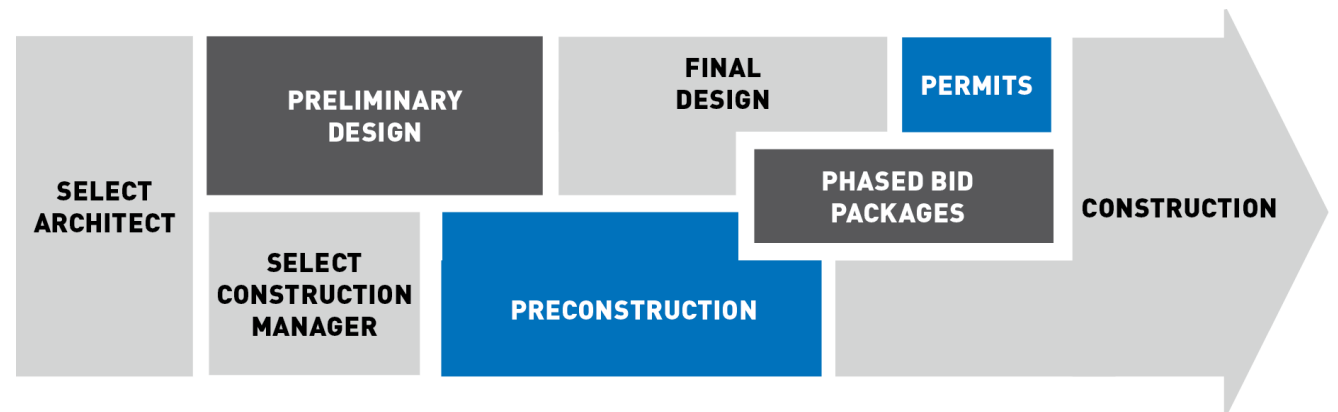 SELECT
ARCHITECT
PRELIMINARY
DESIGN
SELECT
CONSTRUCTION
MANAGER
FINAL
DESIGN
PRECONSTRUCTION
PERMITS
PHASED BID
PACKAGES
CONSTRUCTION